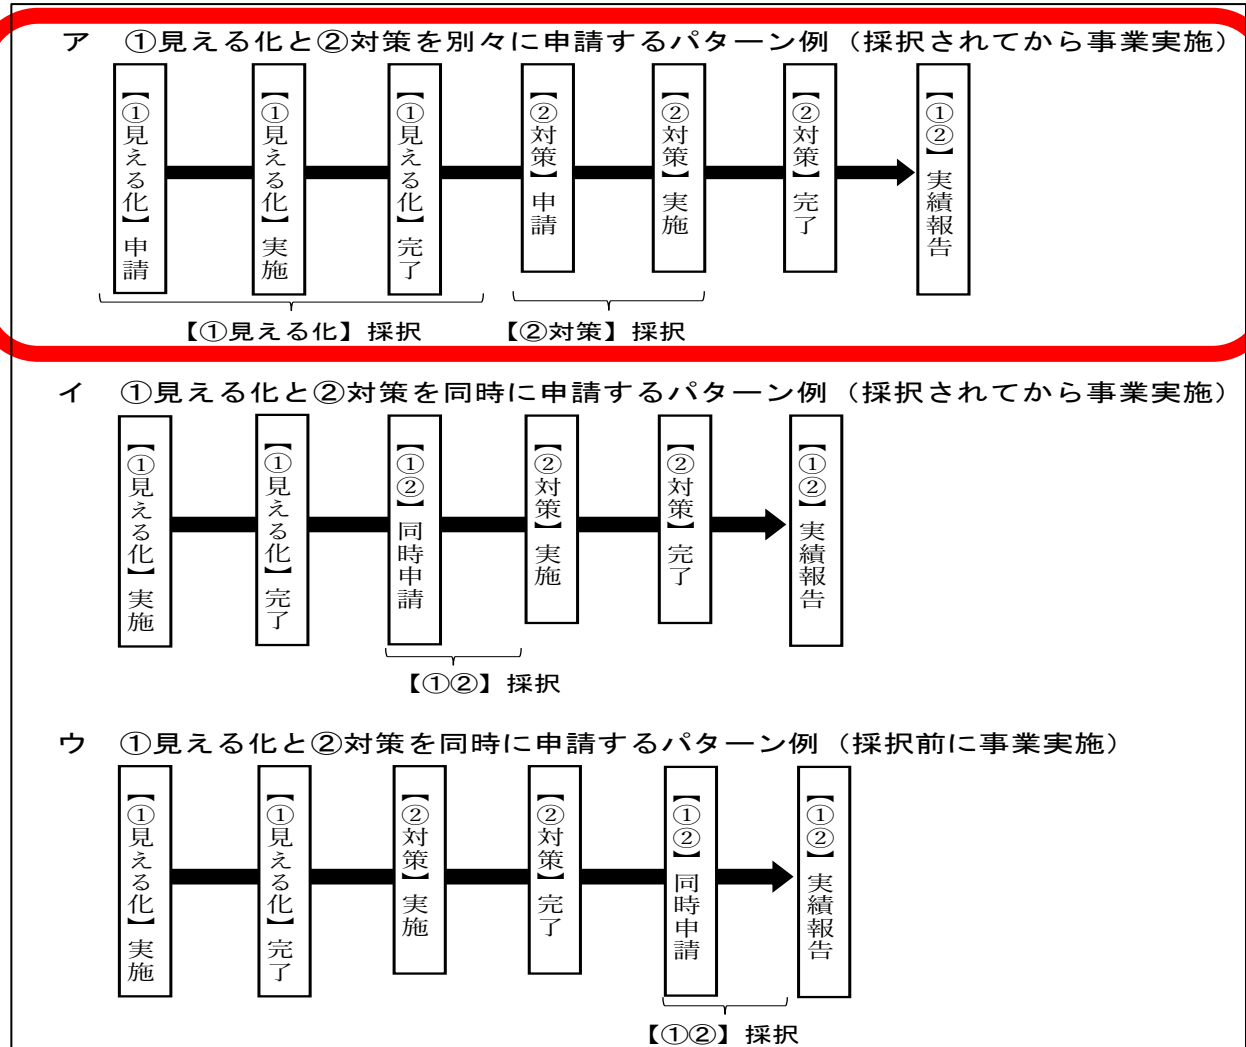 ア ①見える化と②対策を別々に申請するパターン例（採択されてから事業実施）
【①見える化】申請
【①見える化】実施
【①見える化】完了
【②対策】申請
【②対策】実施
【②対策】完了
【①②】実績報告
【①見える化】採択
【②対策】採択
イ ①見える化と②対策を同時に申請するパターン例（採択されてから事業実施）
【①見える化】実施
【①見える化】完了
【①②】同時申請
【②対策】実施
【②対策】完了
【①②】実績報告
【①②】採択
ウ ①見える化と②対策を同時に申請するパターン例（採択前に事業実施）
【①見える化】実施
【①見える化】完了
【②対策】実施
【②対策】完了
【①②】同時申請
【①②】実績報告
【①②】採択